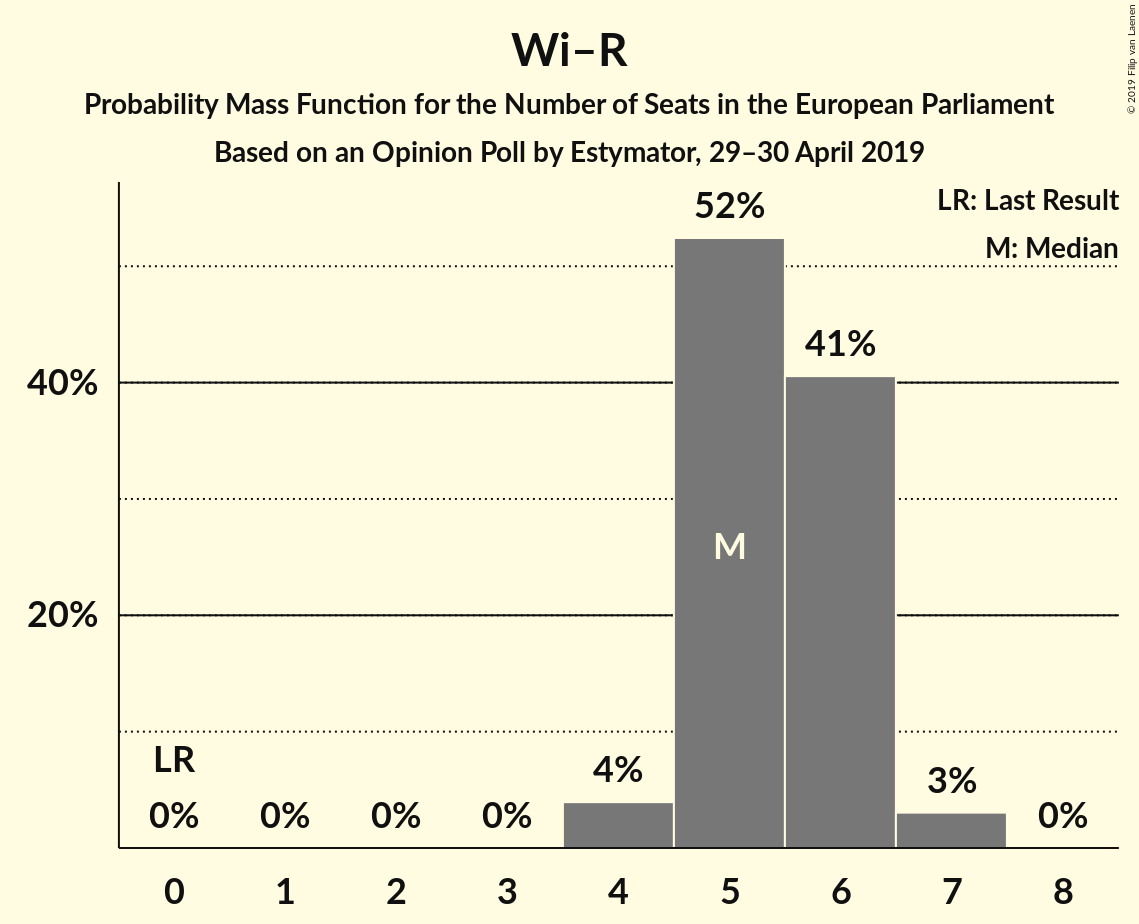 Wi–R
Probability Mass Function for the Number of Seats in the European Parliament
Based on an Opinion Poll by Estymator, 29–30 April 2019
© 2019 Filip van Laenen
LR: Last Result
M: Median
52%
41%
40%
M
20%
LR
0%
0%
0%
0%
4%
3%
0%
0
1
2
3
4
5
6
7
8